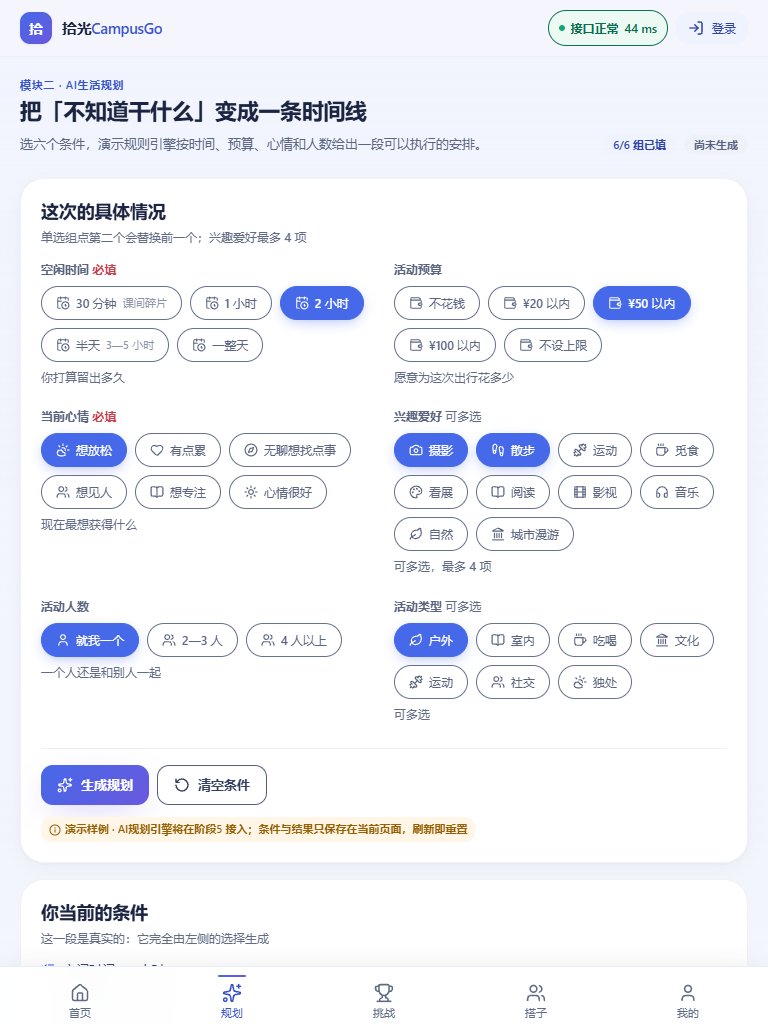 拾 拾光CampusGo 接口正常 44 ms 登录
模块二 · AI生活规划
把「不知道干什么」变成一条时间线
选六个条件，演示规则引擎按时间、预算、心情和人数给出一段可以执行的安排。 6/6 组已填 尚未生成
这次的具体情况
单选组点第二个会替换前一个；兴趣爱好最多 4 项
空闲时间 必填
30 分钟 课间碎片 1 小时 2 小时
半天 3—5 小时 一整天
你打算留出多久
活动预算
不花钱 ¥20 以内 ¥50 以内
¥100 以内 不设上限
愿意为这次出行花多少
当前心情 必填
想放松 有点累 无聊想找点事
想见人 想专注 心情很好
现在最想获得什么
兴趣爱好 可多选
摄影 散步 运动 觅食
看展 阅读 影视 音乐
自然 城市漫游
可多选，最多 4 项
活动人数
就我一个 2—3 人 4 人以上
一个人还是和别人一起
活动类型 可多选
户外 室内 吃喝 文化
运动 社交 独处
可多选
生成规划 清空条件
演示样例 · AI规划引擎将在阶段5 接入；条件与结果只保存在当前页面，刷新即重置
你当前的条件
这一段是真实的：它完全由左侧的选择生成
首页 规划 挑战 搭子 我的